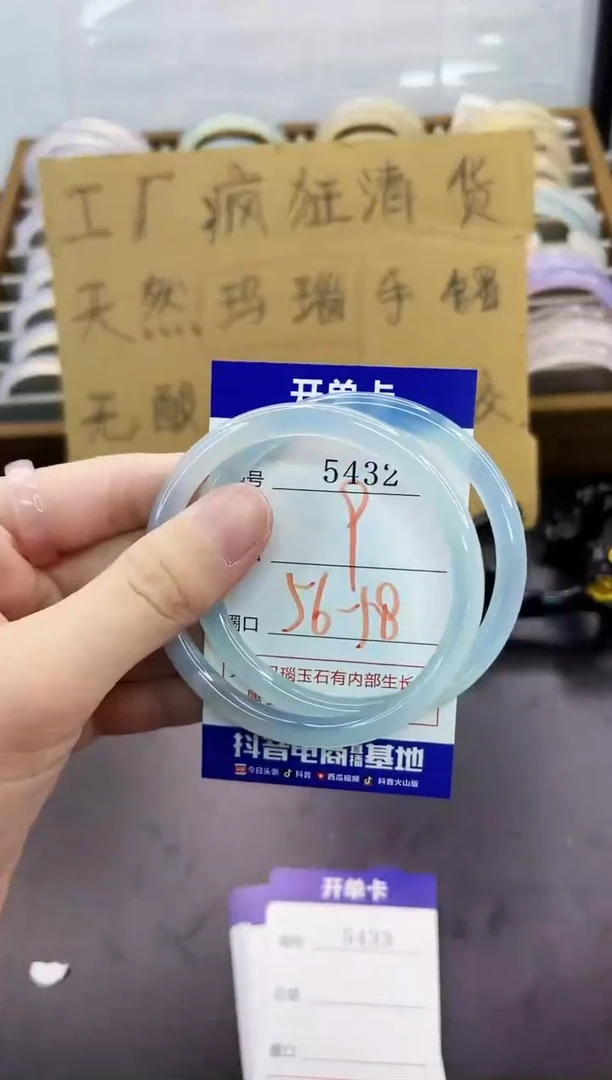 工厂疯狂清货
天然玛瑙手镯
无酸
开单卡
号 5432
圈口 56-58
玛瑙玉石有内部生长
抖音电商直播基地
今日头条 抖音 西瓜视频 抖音火山版
开单卡
5433
圈口